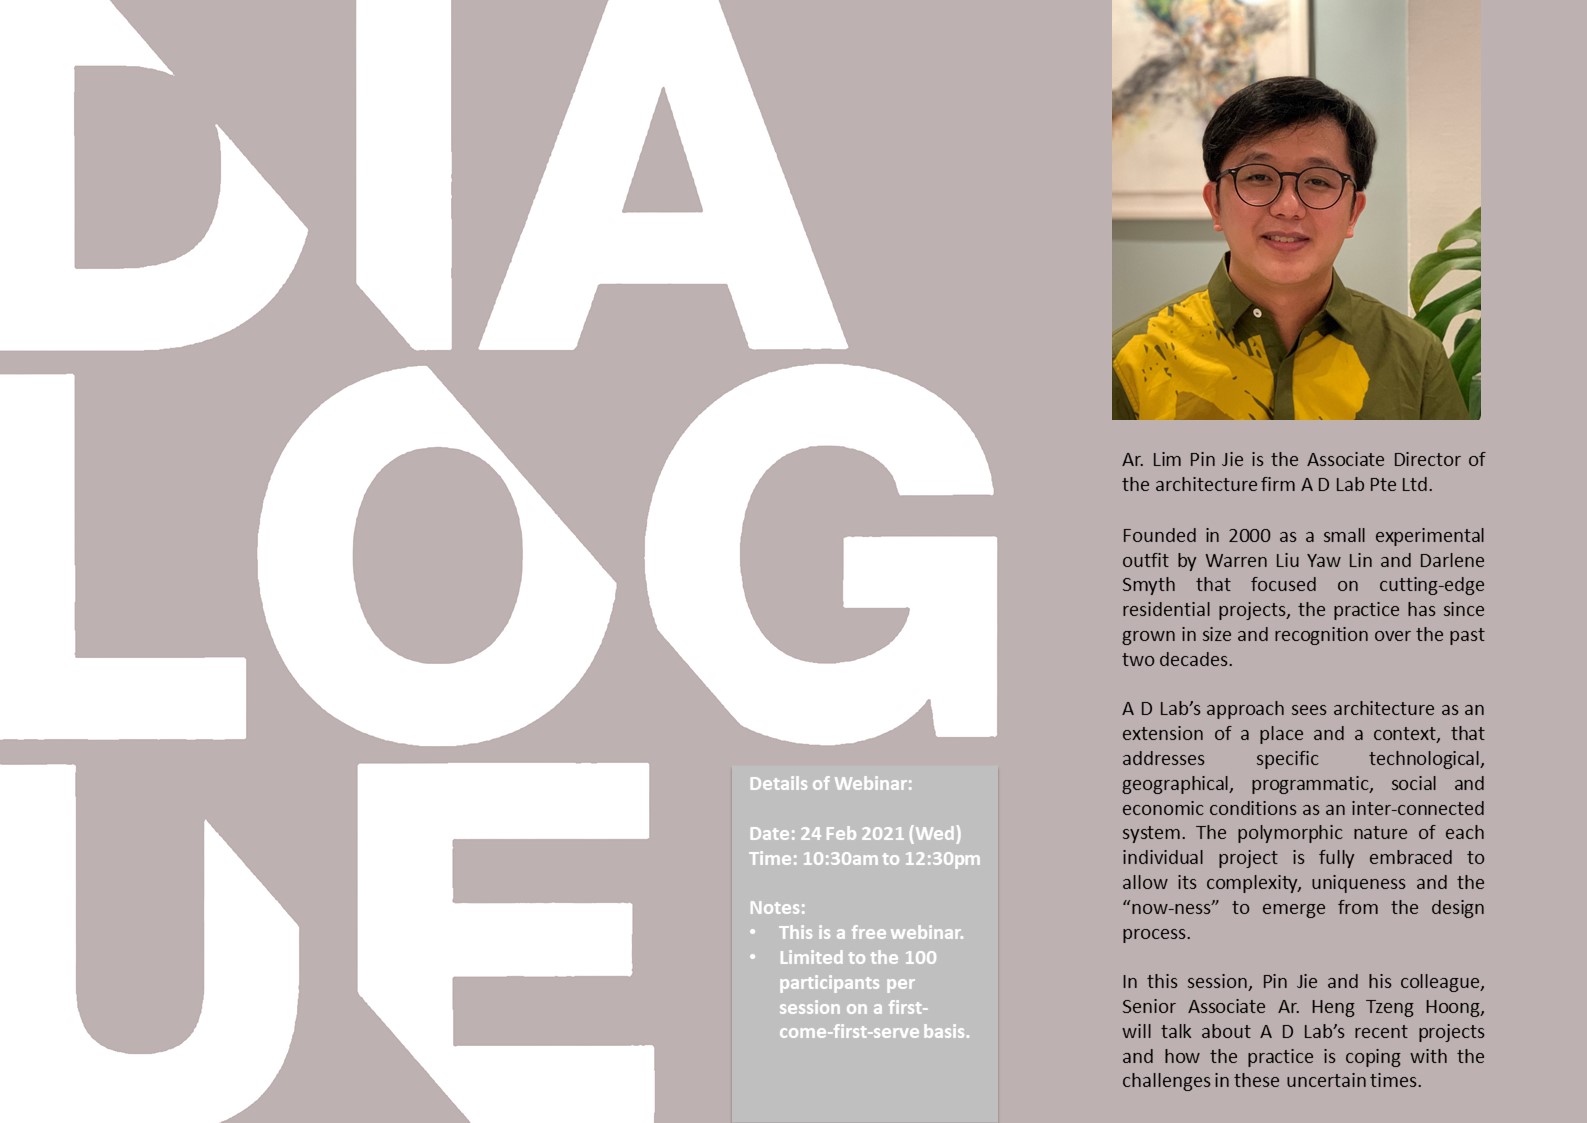 DIA
LOG
UE
Details of Webinar:
Date: 24 Feb 2021 (Wed)
Time: 10:30am to 12:30pm
Notes:
• This is a free webinar.
• Limited to the 100
participants per
session on a first-
come-first-serve basis.
Ar. Lim Pin Jie is the Associate Director of
the architecture firm A D Lab Pte Ltd.
Founded in 2000 as a small experimental
outfit by Warren Liu Yaw Lin and Darlene
Smyth that focused on cutting-edge
residential projects, the practice has since
grown in size and recognition over the past
two decades.
A D Lab’s approach sees architecture as an
extension of a place and a context, that
addresses specific technological,
geographical, programmatic, social and
economic conditions as an inter-connected
system. The polymorphic nature of each
individual project is fully embraced to
allow its complexity, uniqueness and the
“now-ness” to emerge from the design
process.
In this session, Pin Jie and his colleague,
Senior Associate Ar. Heng Tzeng Hoong,
will talk about A D Lab’s recent projects
and how the practice is coping with the
challenges in these uncertain times.